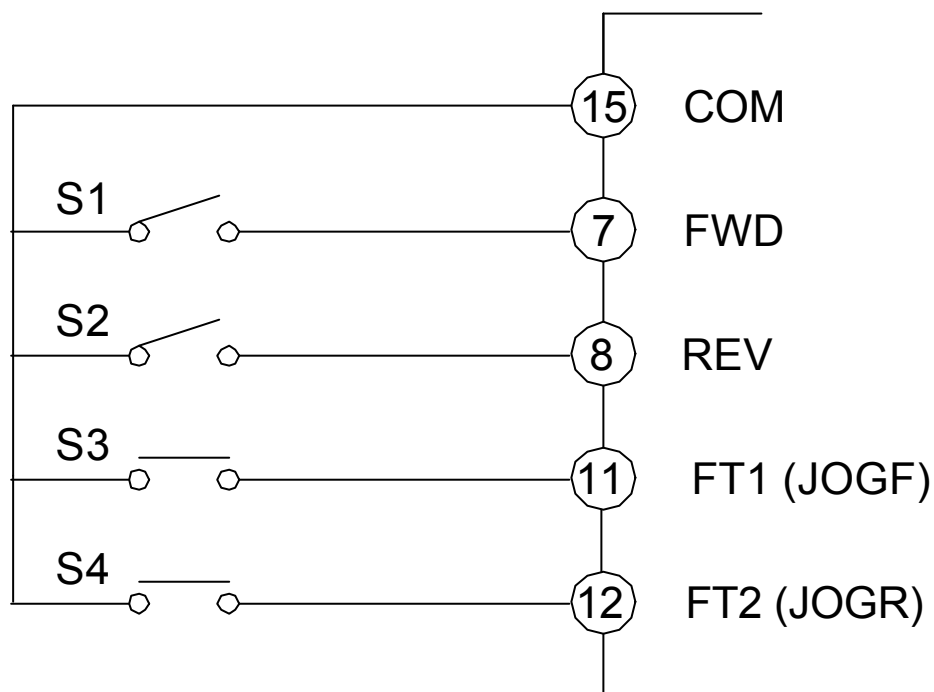 15 COM
S1 7 FWD
S2 8 REV
S3 11 FT1 (JOGF)
S4 12 FT2 (JOGR)